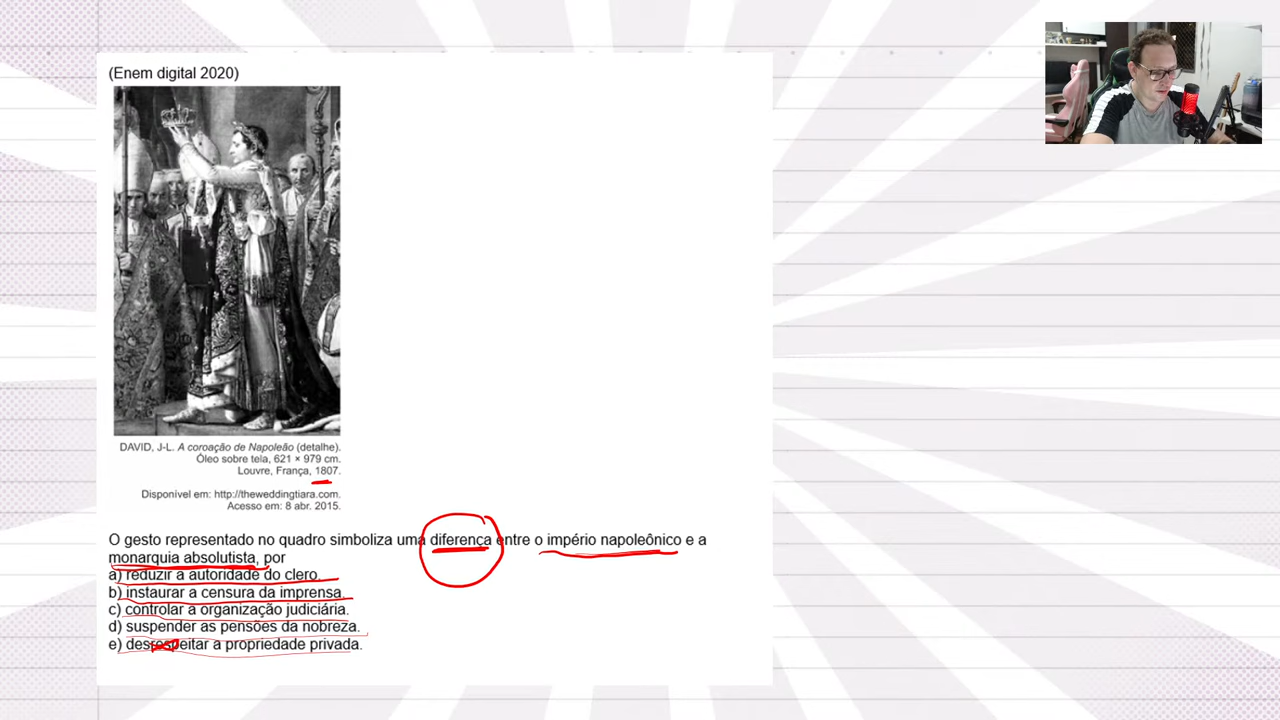 (Enem digital 2020)
DAVID, J-L. A coroação de Napoleão (detalhe).
Óleo sobre tela, 621 × 979 cm.
Louvre, França, 1807.
Disponível em: http://theweddingtiara.com.
Acesso em: 8 abr. 2015.
O gesto representado no quadro simboliza uma diferença entre o império napoleônico e a
monarquia absolutista, por
a) reduzir a autoridade do clero.
b) instaurar a censura da imprensa.
c) controlar a organização judiciária.
d) suspender as pensões da nobreza.
e) desrespeitar a propriedade privada.